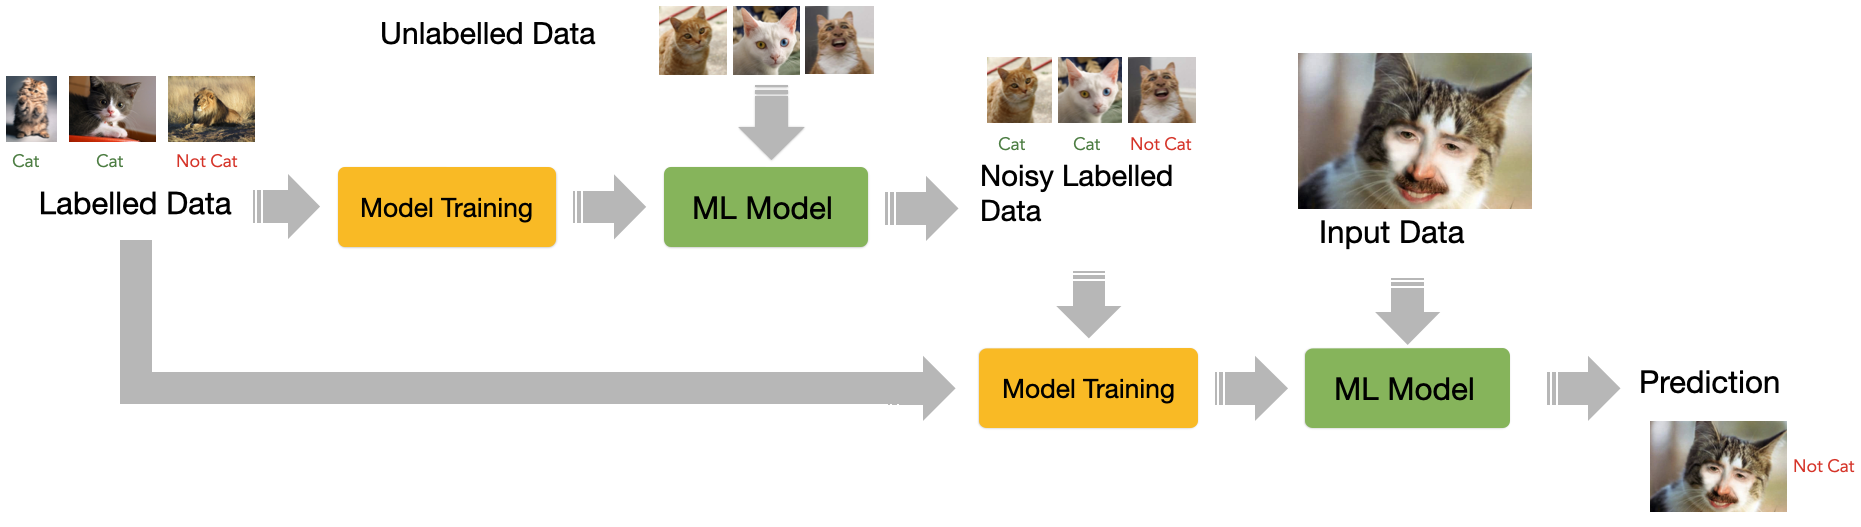 Unlabelled Data
Cat
Cat
Not Cat
Labelled Data
Model Training
ML Model
Cat
Cat
Not Cat
Noisy Labelled
Data
Input Data
Model Training
ML Model
Prediction
Not Cat